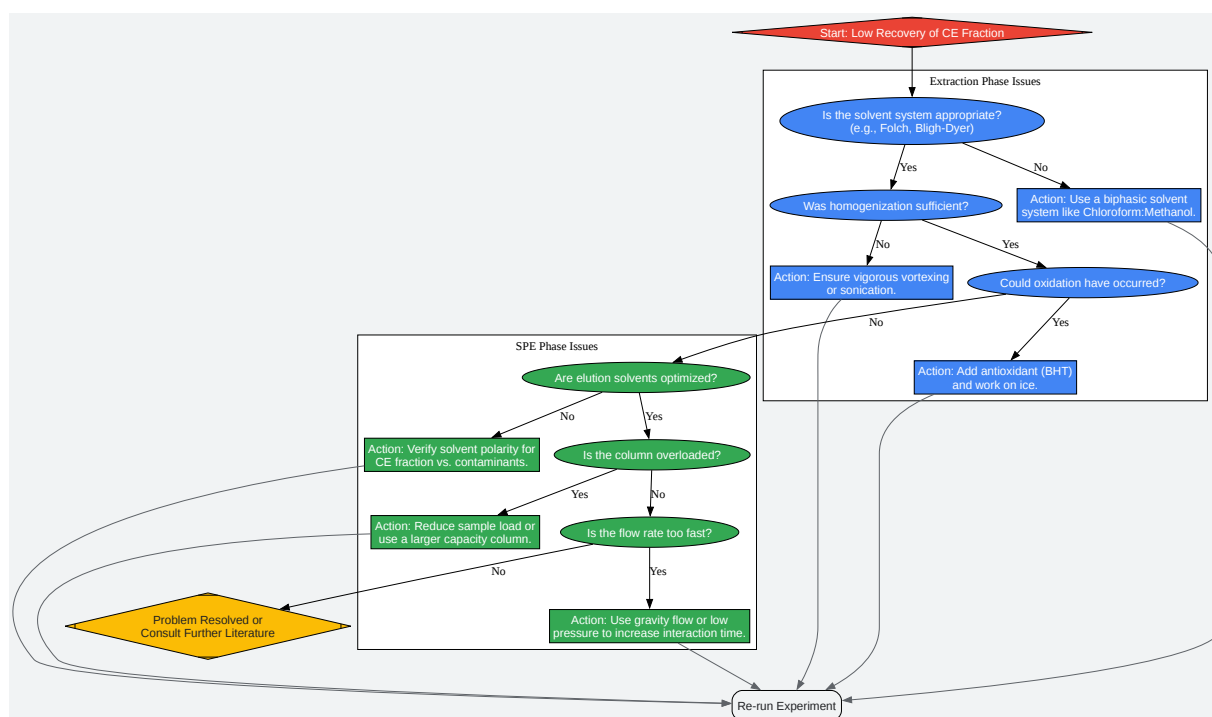 Start: Low Recovery of CE Fraction
Extraction Phase Issues
Is the solvent system appropriate?
(e.g., Folch, Bligh-Dyer)
Yes
No
Was homogenization sufficient?
Action: Use a biphasic solvent
system like Chloroform:Methanol.
No
Yes
Action: Ensure vigorous vortexing
or sonication.
Could oxidation have occurred?
No
Yes
Action: Add antioxidant (BHT)
and work on ice.
SPE Phase Issues
Are elution solvents optimized?
No
Yes
Action: Verify solvent polarity for
CE fraction vs. contaminants.
Is the column overloaded?
Yes
No
Action: Reduce sample load or
use a larger capacity column.
Is the flow rate too fast?
No
Yes
Problem Resolved or
Consult Further Literature
Action: Use gravity flow or low
pressure to increase interaction time.
Re-run Experiment